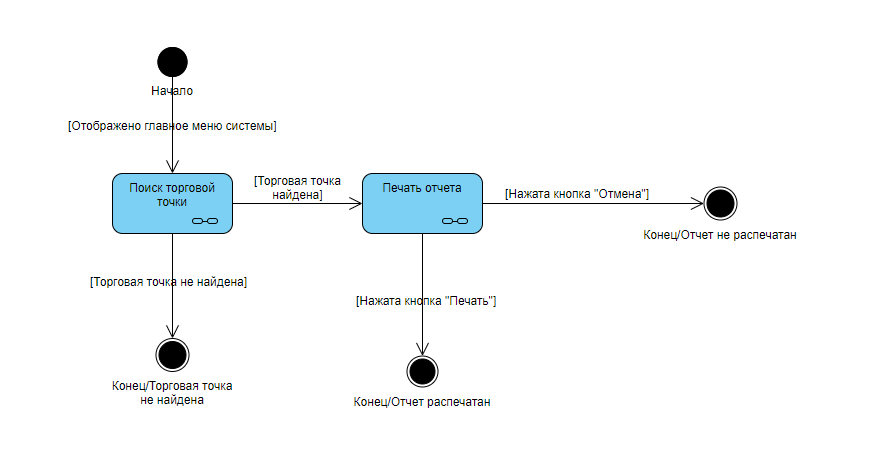 Начало
[Отображено главное меню системы]
Поиск торговой
точки
[Торговая точка
найдена]
Печать отчета
[Нажата кнопка "Отмена"]
Конец/Отчет не распечатан
[Торговая точка не найдена]
[Нажата кнопка "Печать"]
Конец/Торговая точка
не найдена
Конец/Отчет распечатан